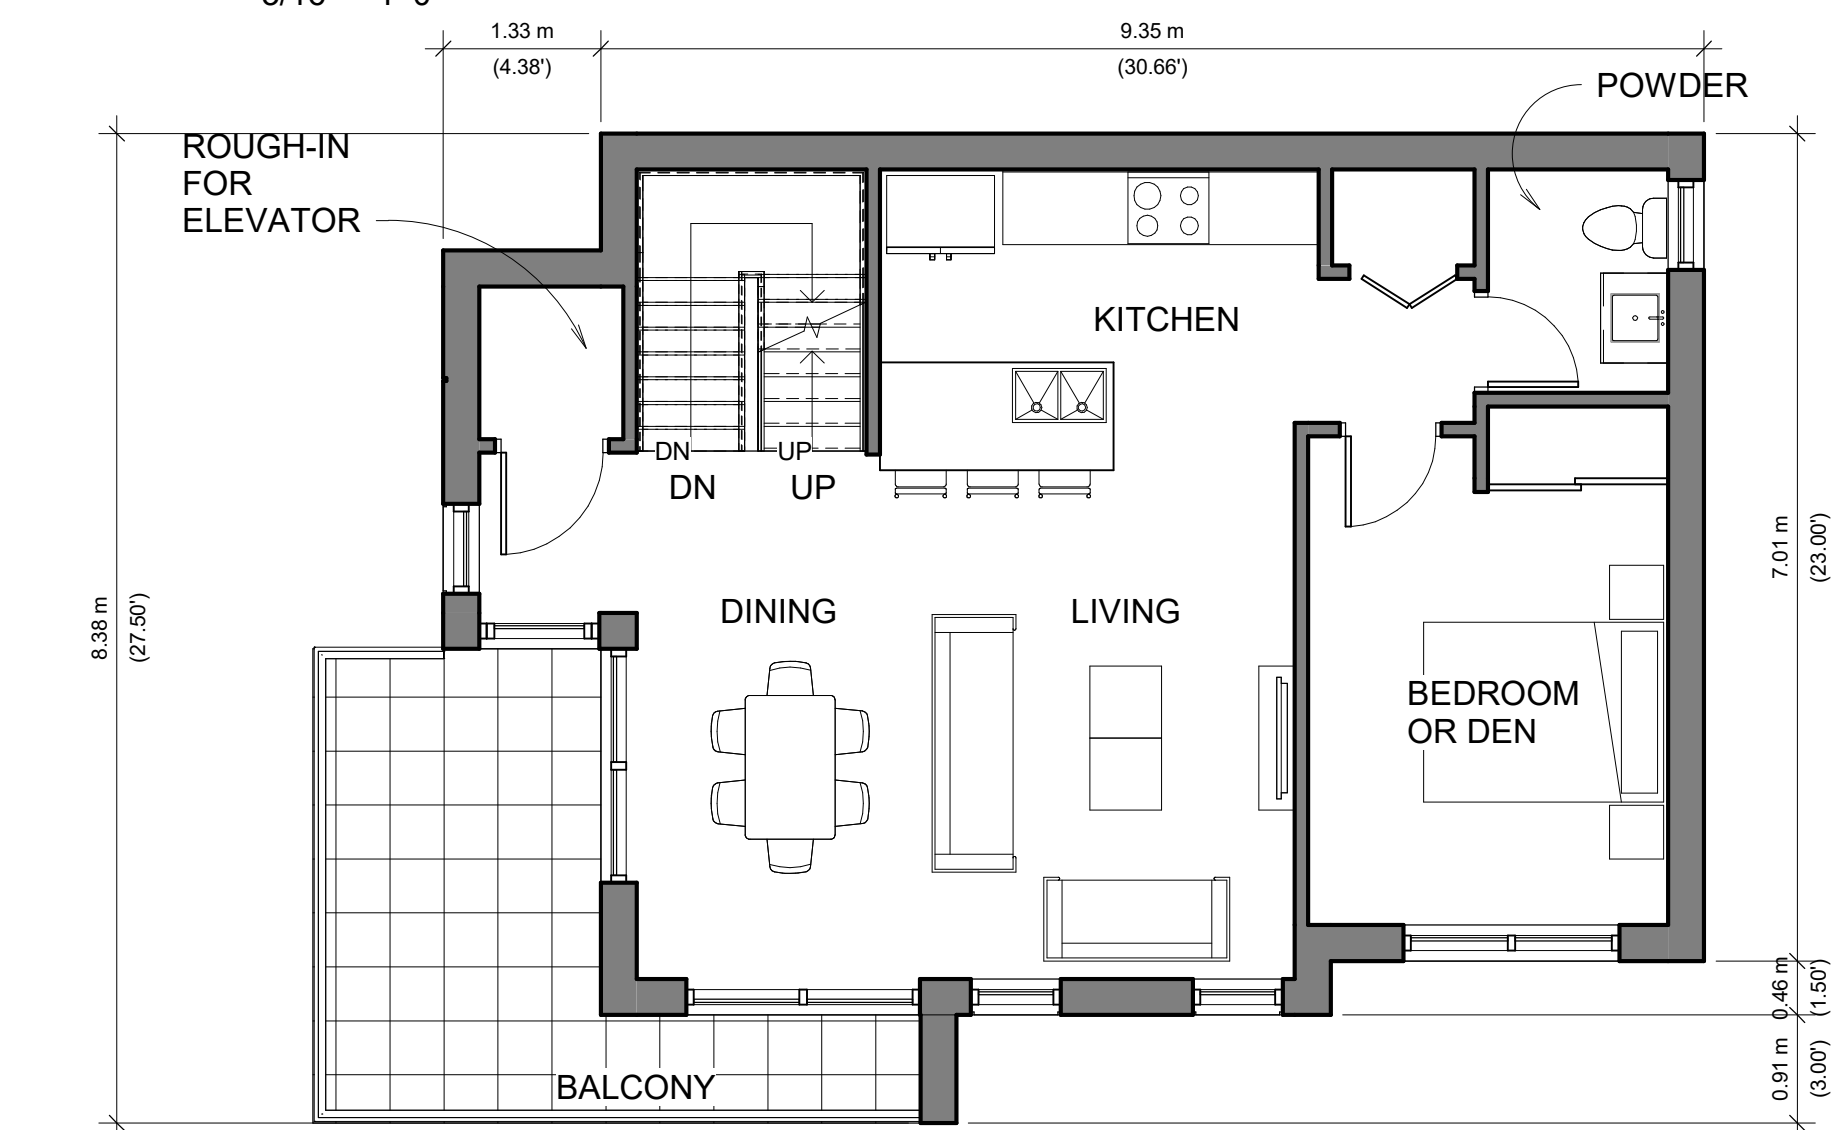 1.33 m
(4.38')
9.35 m
(30.66')
POWDER
ROUGH-IN
FOR
ELEVATOR
KITCHEN
DN
UP
DN
UP
DINING
LIVING
BEDROOM
OR DEN
BALCONY
8.38 m
(27.50')
7.01 m
(23.00')
0.46 m
(1.50')
0.91 m
(3.00')